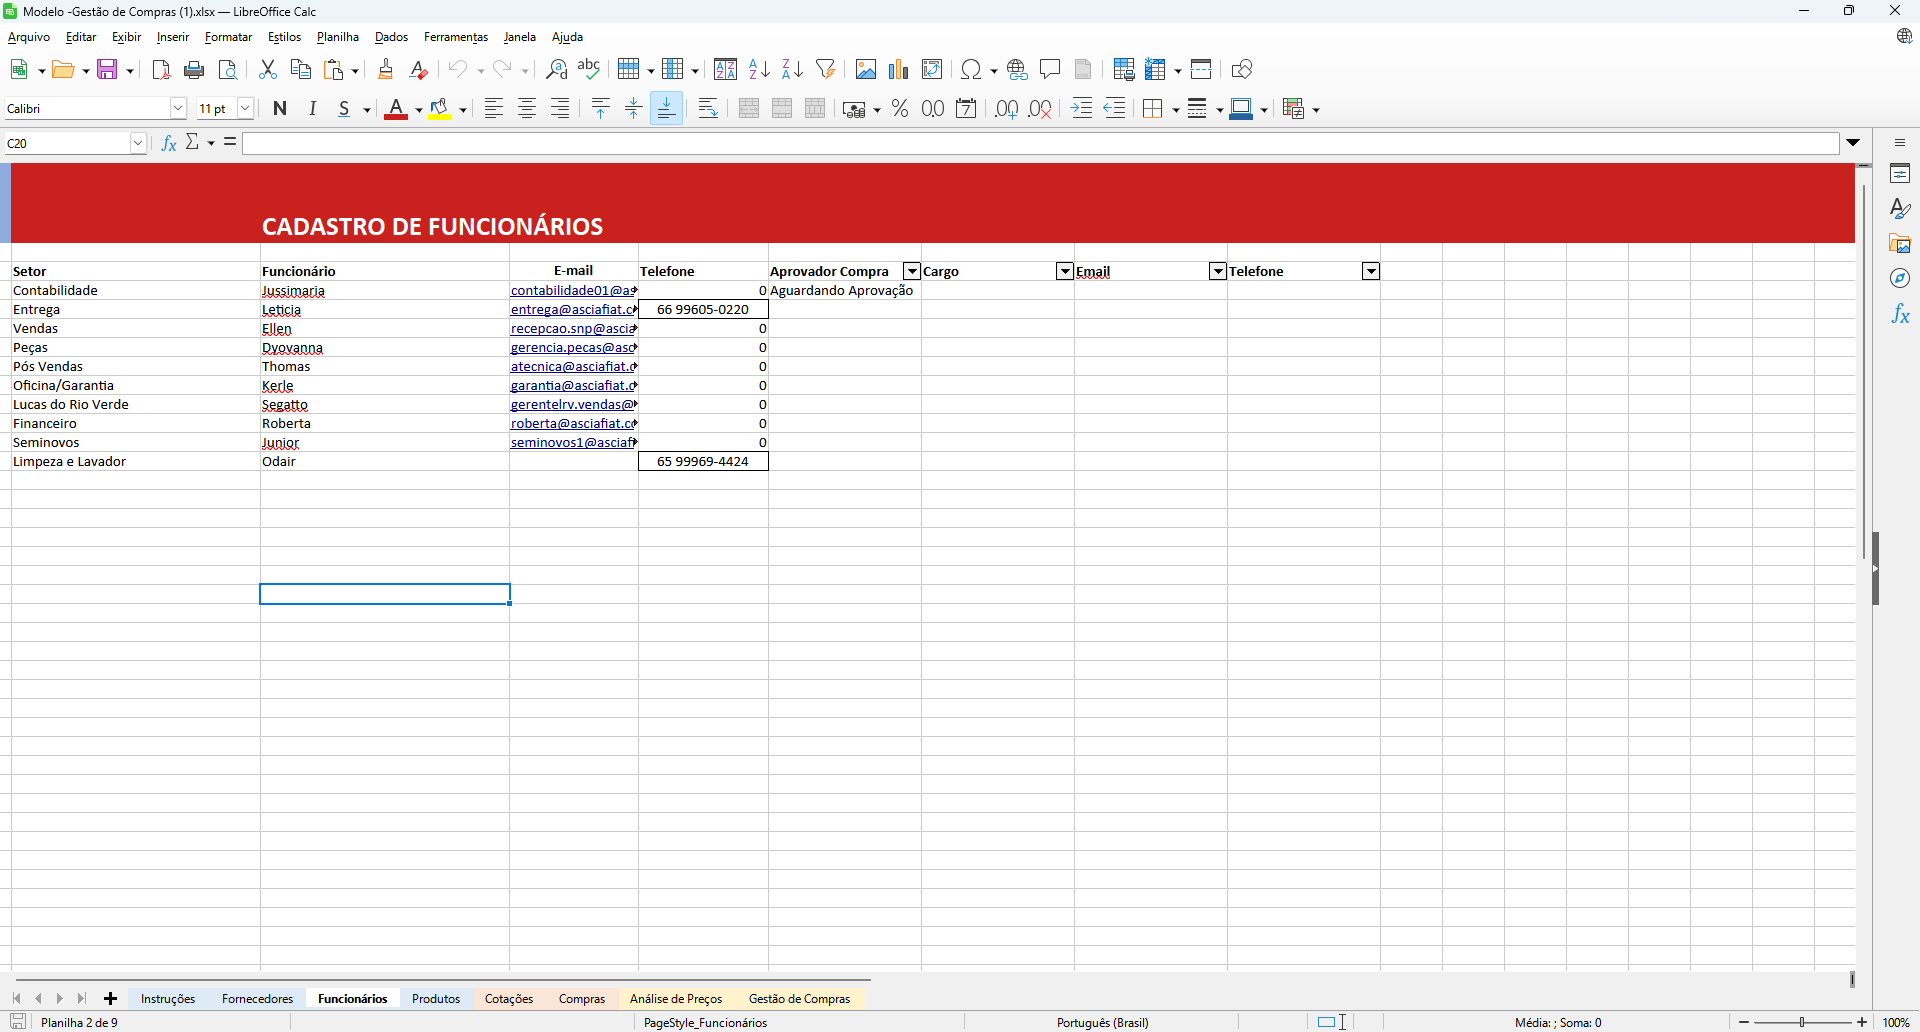 Modelo -Gestão de Compras (1).xlsx — LibreOffice Calc
Arquivo Editar Exibir Inserir Formatar Estilos Planilha Dados Ferramentas Janela Ajuda
Calibri 11 pt N I S
C20
CADASTRO DE FUNCIONÁRIOS
Setor Funcionário E-mail Telefone Aprovador Compra Cargo Email Telefone
Contabilidade Jussimaria contabilidade01@as 0 Aguardando Aprovação
Entrega Leticia entrega@asciafiat.c 66 99605-0220
Vendas Ellen recepcao.snp@ascia 0
Peças Dyovanna gerencia.pecas@asc 0
Pós Vendas Thomas atecnica@asciafiat.c 0
Oficina/Garantia Kerle garantia@asciafiat.c 0
Lucas do Rio Verde Segatto gerentelrv.vendas@ 0
Financeiro Roberta roberta@asciafiat.co 0
Seminovos Junior seminovos1@asciaf 0
Limpeza e Lavador Odair 65 99969-4424
Instruções Fornecedores Funcionários Produtos Cotações Compras Análise de Preços Gestão de Compras
Planilha 2 de 9 PageStyle_Funcionários Português (Brasil) Média: ; Soma: 0 100%